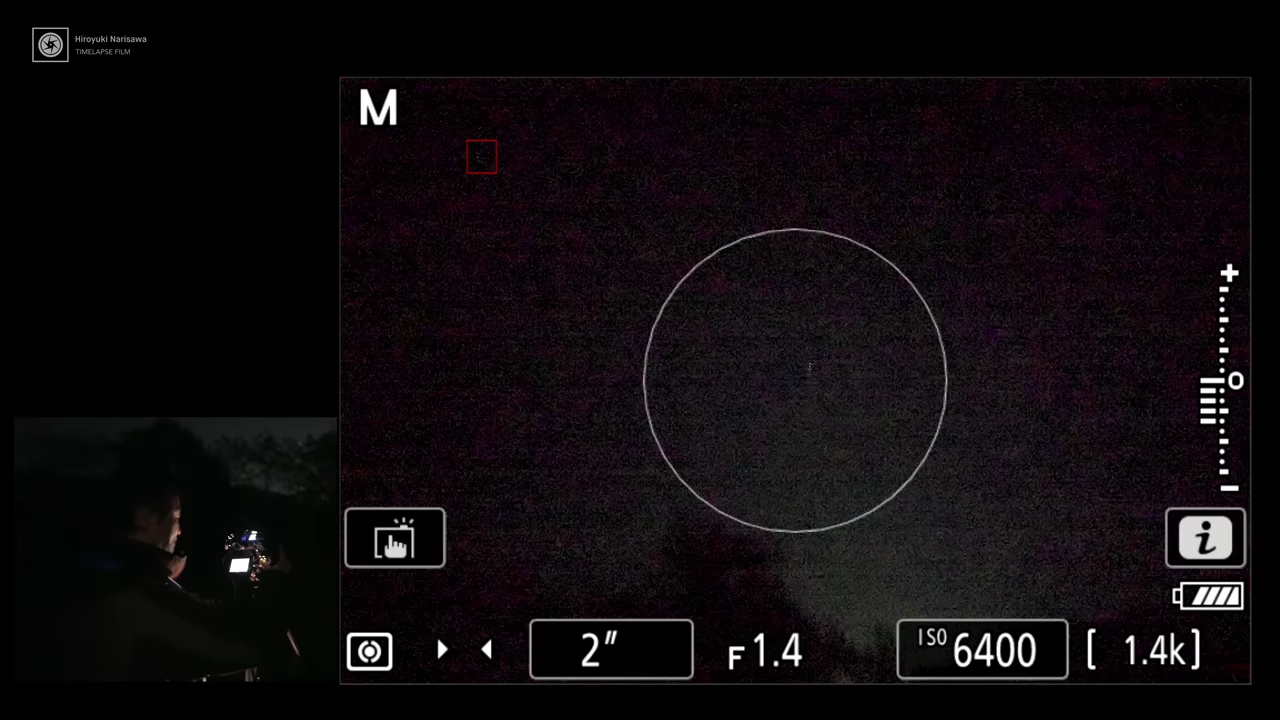 Hiroyuki Narisawa
TIMELAPSE FILM
M
+
0
−
i
2"
F1.4
ISO 6400
[ 1.4k]